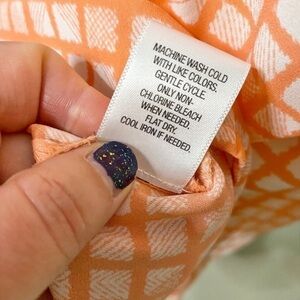 MACHINE WASH COLD
WITH LIKE COLORS.
GENTLE CYCLE.
ONLY NON-
CHLORINE BLEACH
WHEN NEEDED.
FLAT DRY.
COOL IRON IF NEEDED.